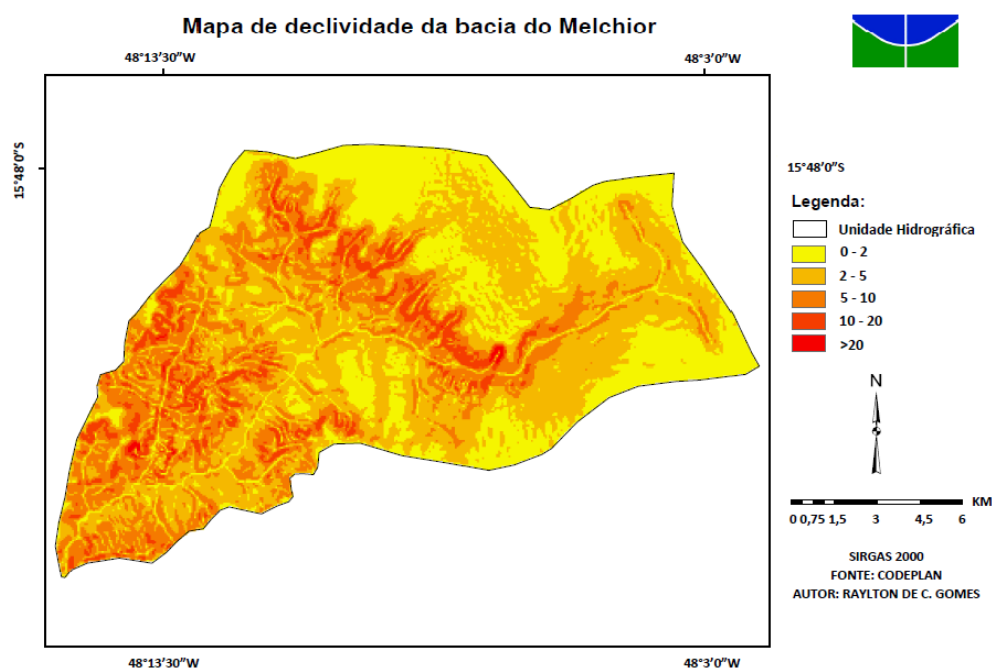 Mapa de declividade da bacia do Melchior
48°13'30"W
48°3'0"W
15°48'0"S
15°48'0"S
Legenda:
Unidade Hidrográfica
0 - 2
2 - 5
5 - 10
10 - 20
>20
N
KM
0 0,75 1,5 3 4,5 6
SIRGAS 2000
FONTE: CODEPLAN
AUTOR: RAYLTON DE C. GOMES
48°13'30"W
48°3'0"W